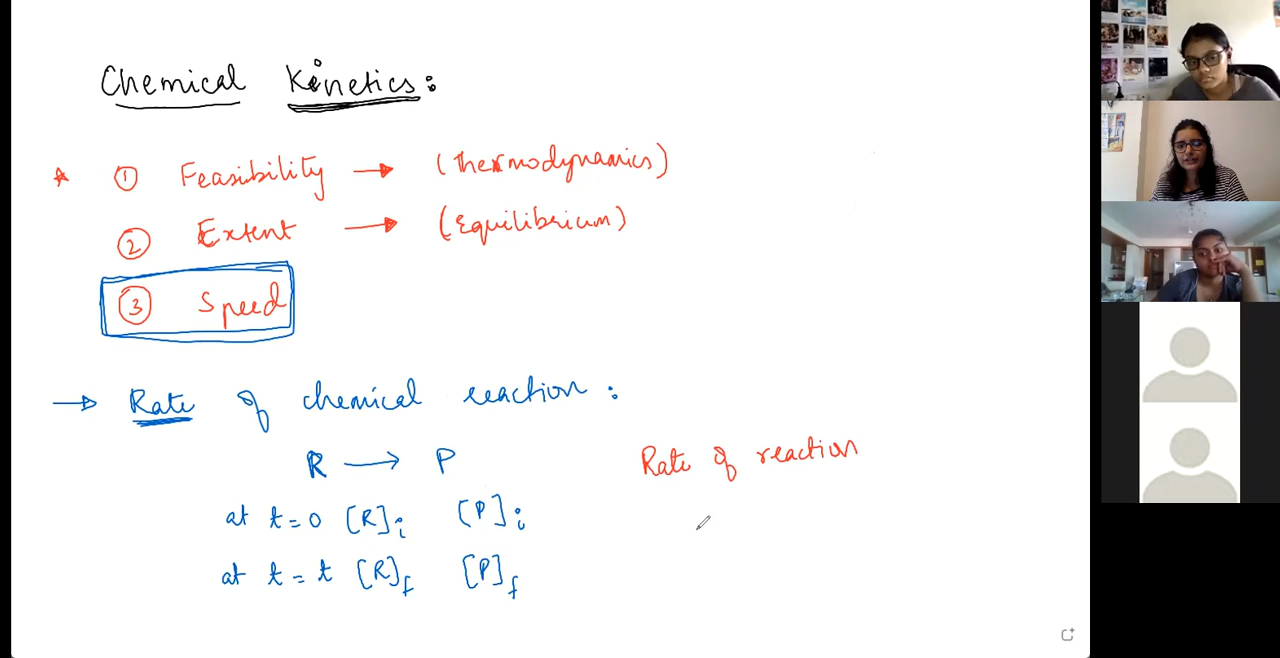 Chemical Kinetics:
① Feasibility → (thermodynamics)
② Extent → (Equilibrium)
③ Speed
→ Rate of chemical reaction:
R → P
Rate of reaction
at t=0 [R]i [P]i
at t=t [R]f [P]f